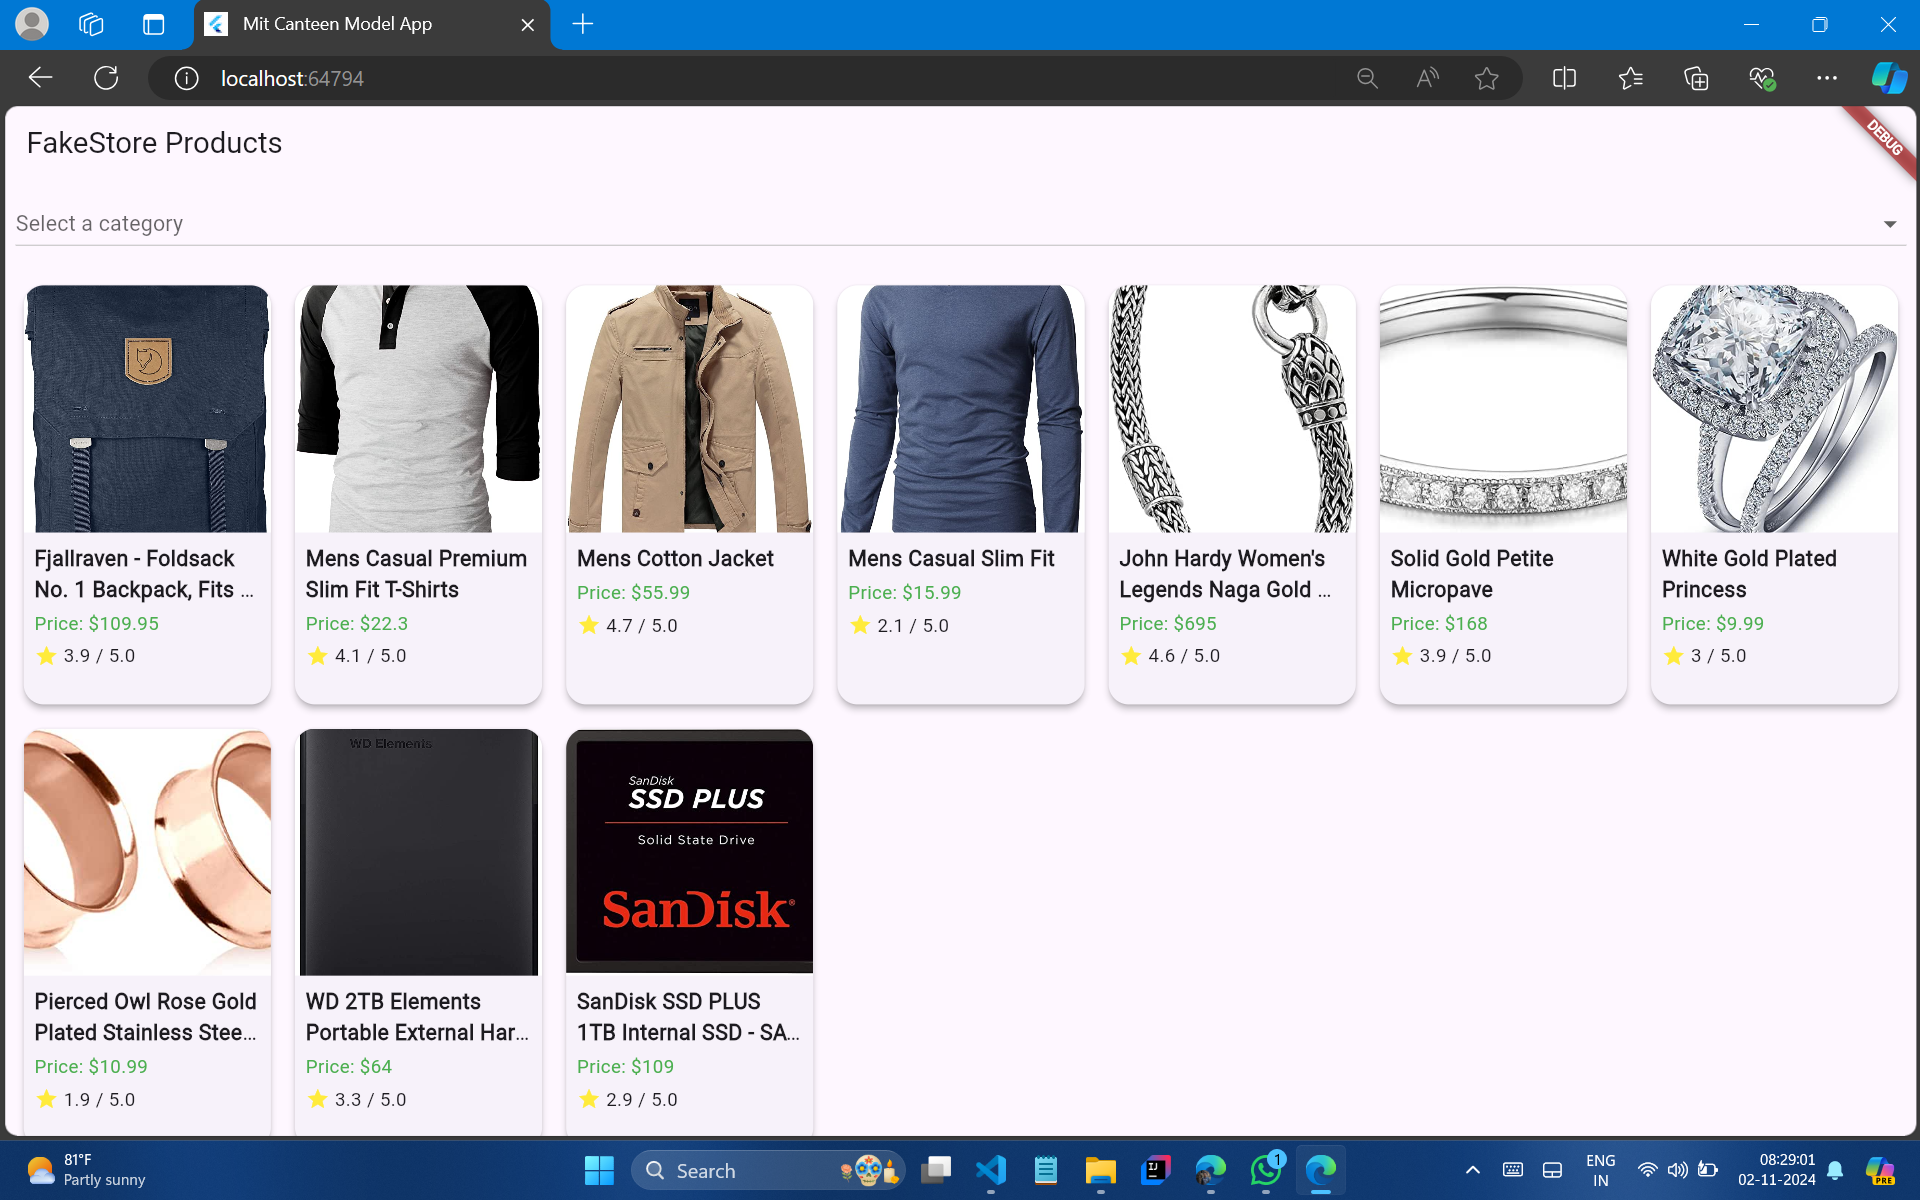 Mit Canteen Model App
localhost:64794
FakeStore Products
DEBUG
Select a category
Fjallraven - Foldsack
No. 1 Backpack, Fits ...
Price: $109.95
3.9 / 5.0
Mens Casual Premium
Slim Fit T-Shirts
Price: $22.3
4.1 / 5.0
Mens Cotton Jacket
Price: $55.99
4.7 / 5.0
Mens Casual Slim Fit
Price: $15.99
2.1 / 5.0
John Hardy Women's
Legends Naga Gold ...
Price: $695
4.6 / 5.0
Solid Gold Petite
Micropave
Price: $168
3.9 / 5.0
White Gold Plated
Princess
Price: $9.99
3 / 5.0
WD Elements
SanDisk
SSD PLUS
Solid State Drive
SanDisk®
Pierced Owl Rose Gold
Plated Stainless Stee...
Price: $10.99
1.9 / 5.0
WD 2TB Elements
Portable External Har...
Price: $64
3.3 / 5.0
SanDisk SSD PLUS
1TB Internal SSD - SA...
Price: $109
2.9 / 5.0
81°F
Partly sunny
Search
IJ
1
ENG
IN
08:29:01
02-11-2024
PRE